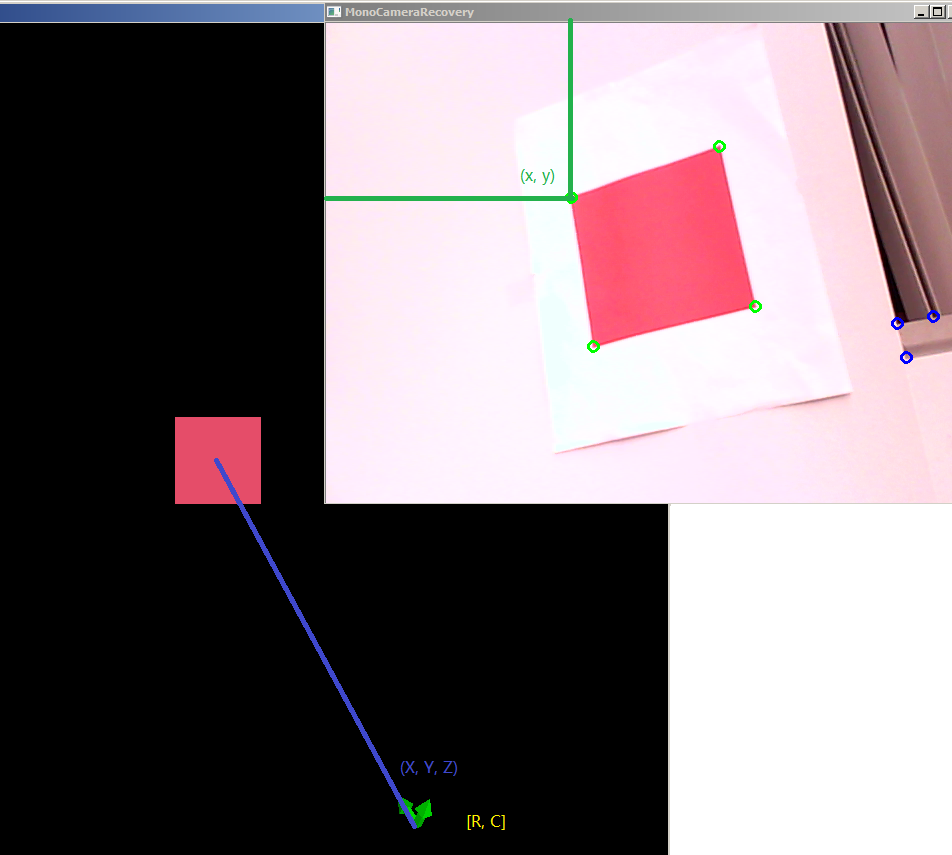 MonoCameraRecovery
(x, y)
(X, Y, Z)
[R, C]